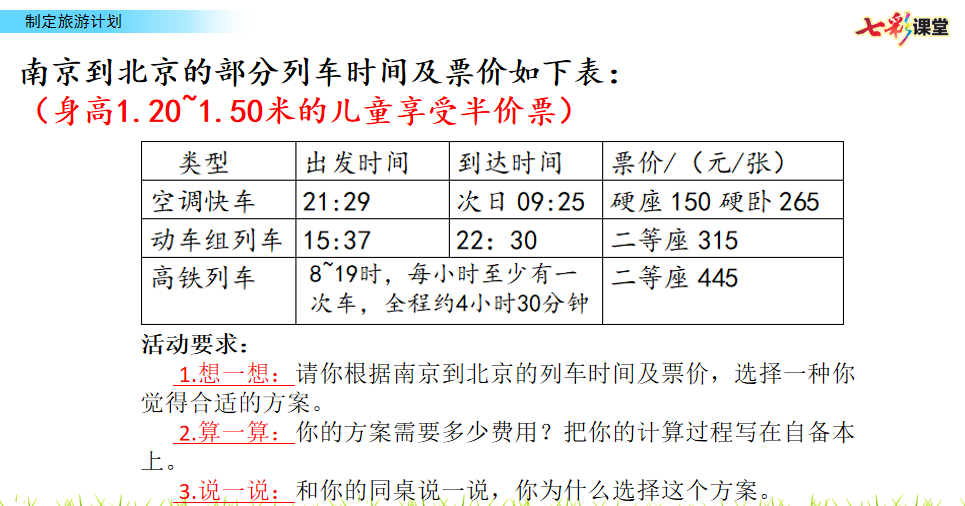 制定旅游计划
七彩课堂
南京到北京的部分列车时间及票价如下表：
（身高1.20~1.50米的儿童享受半价票）
类型 出发时间 到达时间 票价/（元/张）
空调快车 21:29 次日 09:25 硬座 150 硬卧 265
动车组列车 15:37 22：30 二等座 315
高铁列车 8~19时，每小时至少有一 二等座 445
次车，全程约4小时30分钟
活动要求：
1.想一想：请你根据南京到北京的列车时间及票价，选择一种你
觉得合适的方案。
2.算一算：你的方案需要多少费用？把你的计算过程写在自备本
上。
3.说一说：和你的同桌说一说，你为什么选择这个方案。